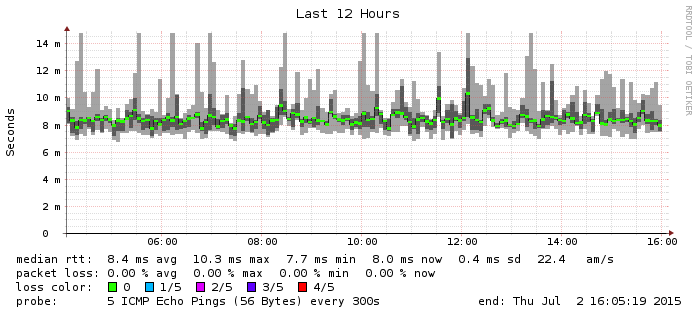 Last 12 Hours
RRDTOOL / TOBI OETIKER
Seconds
14 m
12 m
10 m
8 m
6 m
4 m
2 m
0
06:00 08:00 10:00 12:00 14:00 16:00
median rtt: 8.4 ms avg 10.3 ms max 7.7 ms min 8.0 ms now 0.4 ms sd 22.4 am/s
packet loss: 0.00 % avg 0.00 % max 0.00 % min 0.00 % now
loss color: 0 1/5 2/5 3/5 4/5
probe: 5 ICMP Echo Pings (56 Bytes) every 300s end: Thu Jul 2 16:05:19 2015